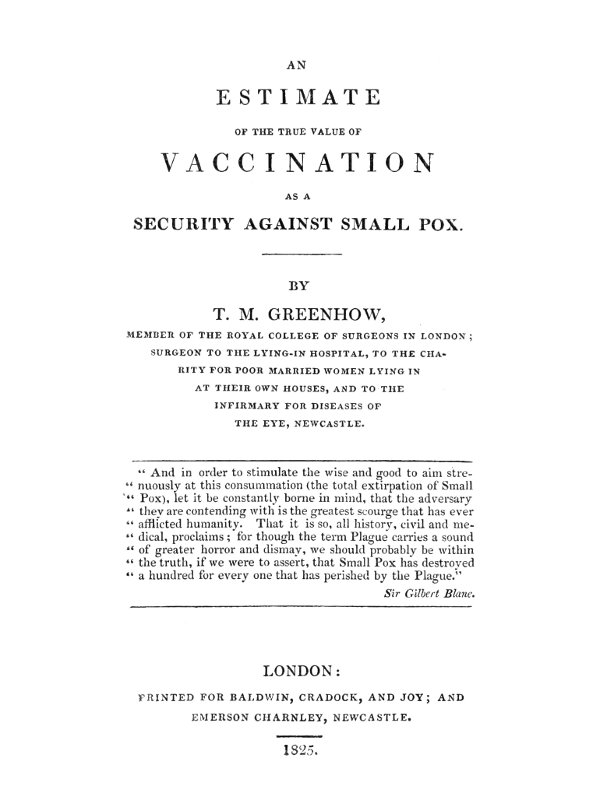 AN
ESTIMATE
OF THE TRUE VALUE OF
VACCINATION
AS A
SECURITY AGAINST SMALL POX.
BY
T. M. GREENHOW,
MEMBER OF THE ROYAL COLLEGE OF SURGEONS IN LONDON;
SURGEON TO THE LYING-IN HOSPITAL, TO THE CHA-
RITY FOR POOR MARRIED WOMEN LYING IN
AT THEIR OWN HOUSES, AND TO THE
INFIRMARY FOR DISEASES OF
THE EYE, NEWCASTLE.
“ And in order to stimulate the wise and good to aim stre-
“ nuously at this consummation (the total extirpation of Small
“ Pox), let it be constantly borne in mind, that the adversary
“ they are contending with is the greatest scourge that has ever
“ afflicted humanity. That it is so, all history, civil and me-
“ dical, proclaims; for though the term Plague carries a sound
“ of greater horror and dismay, we should probably be within
“ the truth, if we were to assert, that Small Pox has destroyed
“ a hundred for every one that has perished by the Plague.”
Sir Gilbert Blane.
LONDON:
PRINTED FOR BALDWIN, CRADOCK, AND JOY; AND
EMERSON CHARNLEY, NEWCASTLE.
1825.